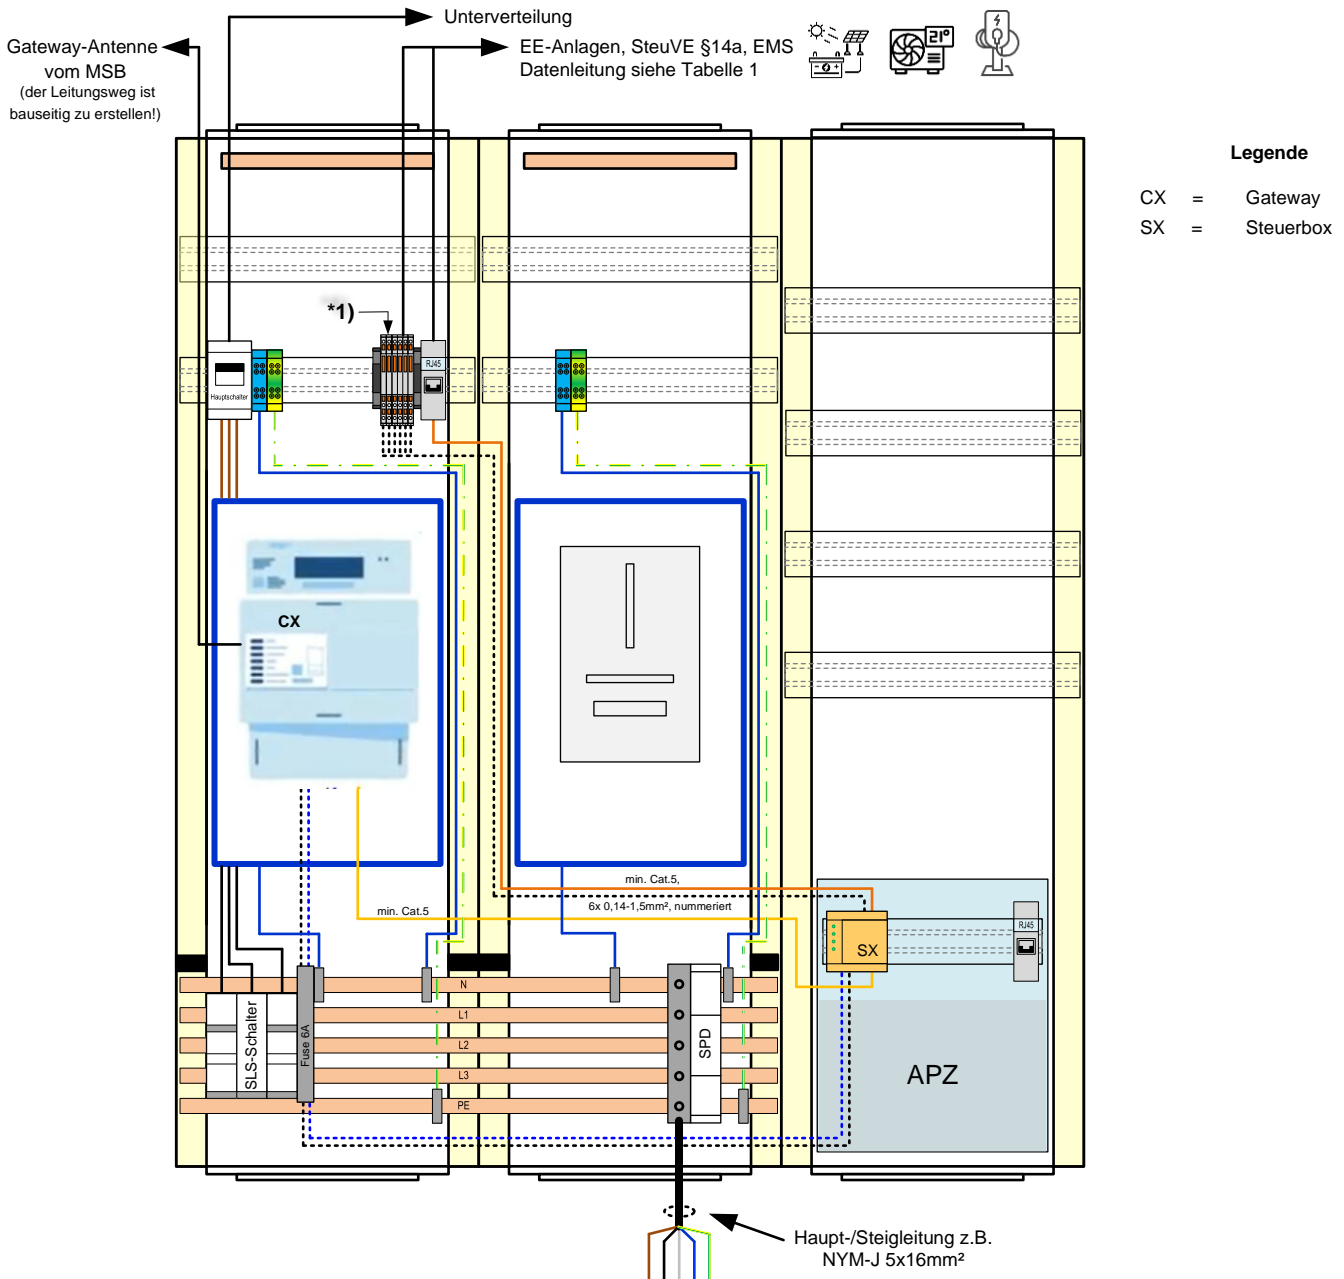 Unterverteilung
Gateway-Antenne
vom MSB
(der Leitungsweg ist
bauseitig zu erstellen!)
EE-Anlagen, SteuVE §14a, EMS
Datenleitung siehe Tabelle 1
21°
Legende
CX = Gateway
SX = Steuerbox
*1)
RJ45
Hauptschalter
CX
min. Cat.5,
6x 0,14-1,5mm², nummeriert
min. Cat.5
RJ45
SX
N
L1
L2
L3
PE
SLS-Schalter
Fuse 6A
SPD
APZ
Haupt-/Steigleitung z.B.
NYM-J 5x16mm²